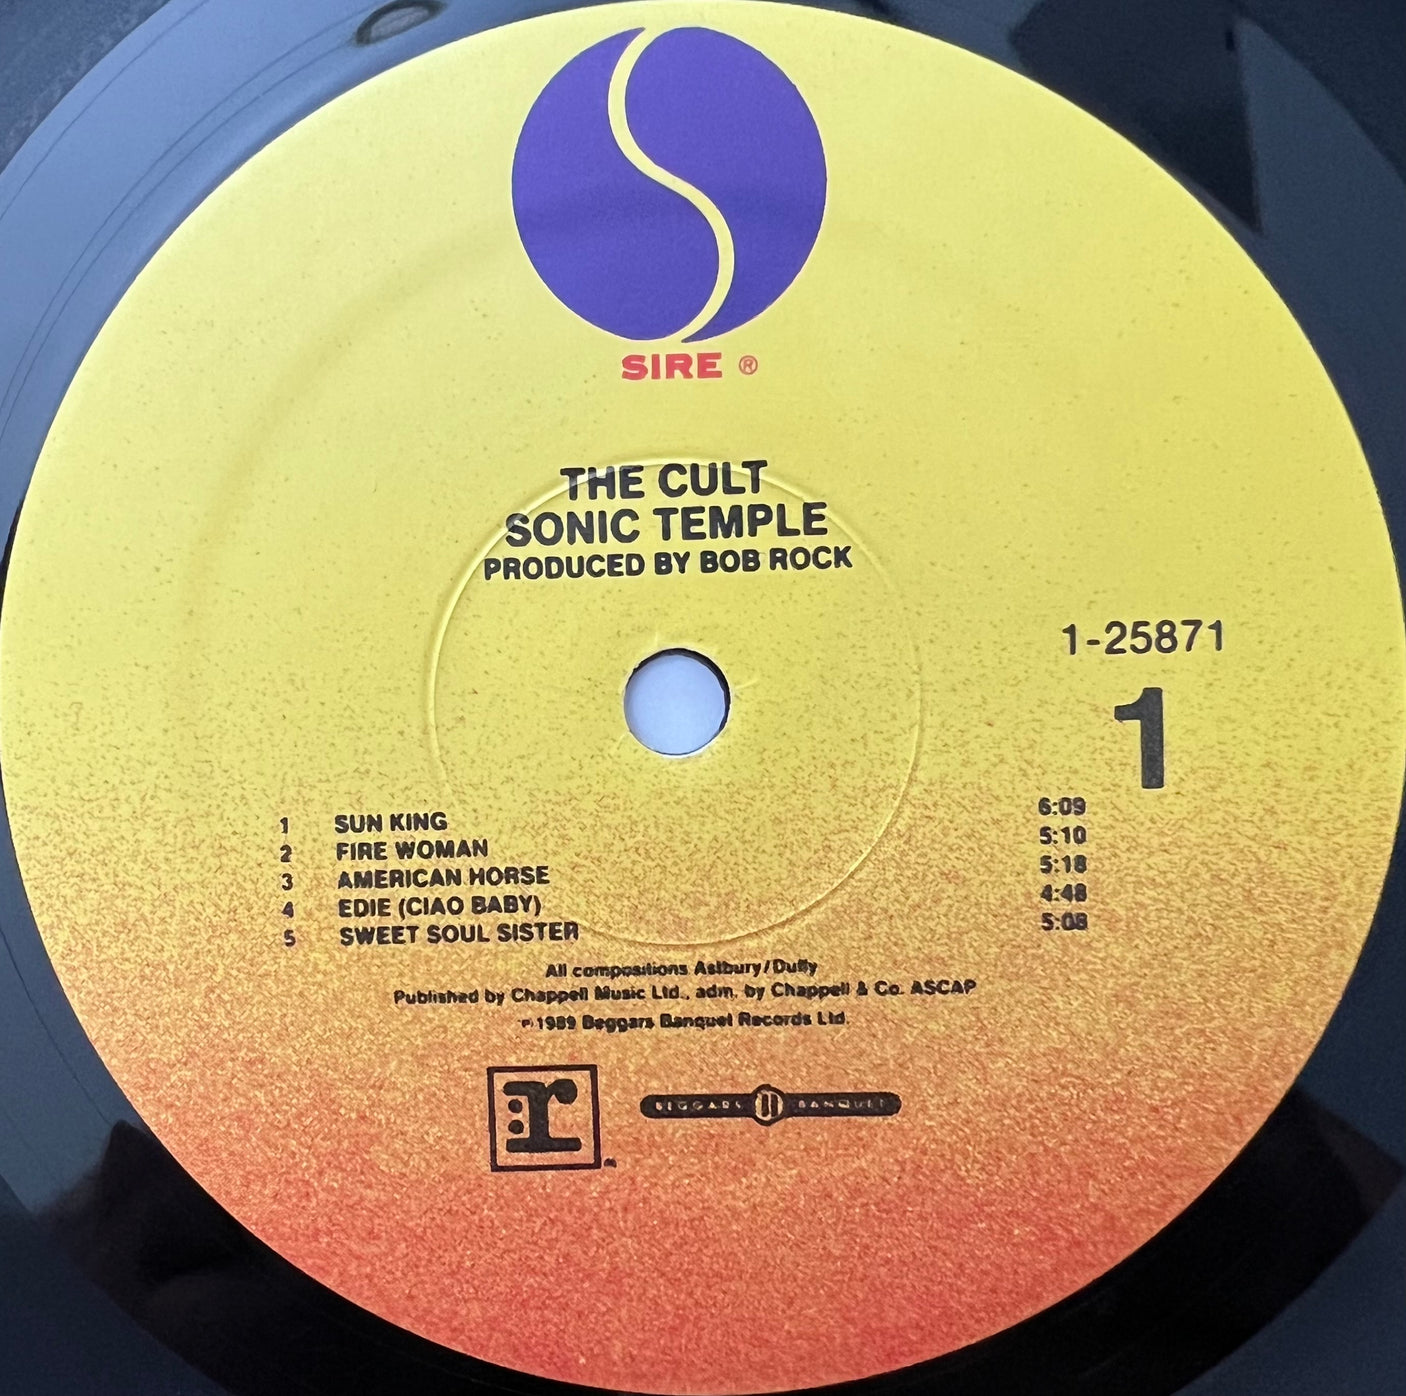 SIRE ®
THE CULT
SONIC TEMPLE
PRODUCED BY BOB ROCK
1-25871
1
1 SUN KING 6:09
2 FIRE WOMAN 5:10
3 AMERICAN HORSE 5:18
4 EDIE (CIAO BABY) 4:48
5 SWEET SOUL SISTER 5:08
All compositions Astbury/Duffy
Published by Chappell Music Ltd., adm. by Chappell & Co. ASCAP
℗ 1989 Beggars Banquet Records Ltd.
r
BEGGARS BANQUET